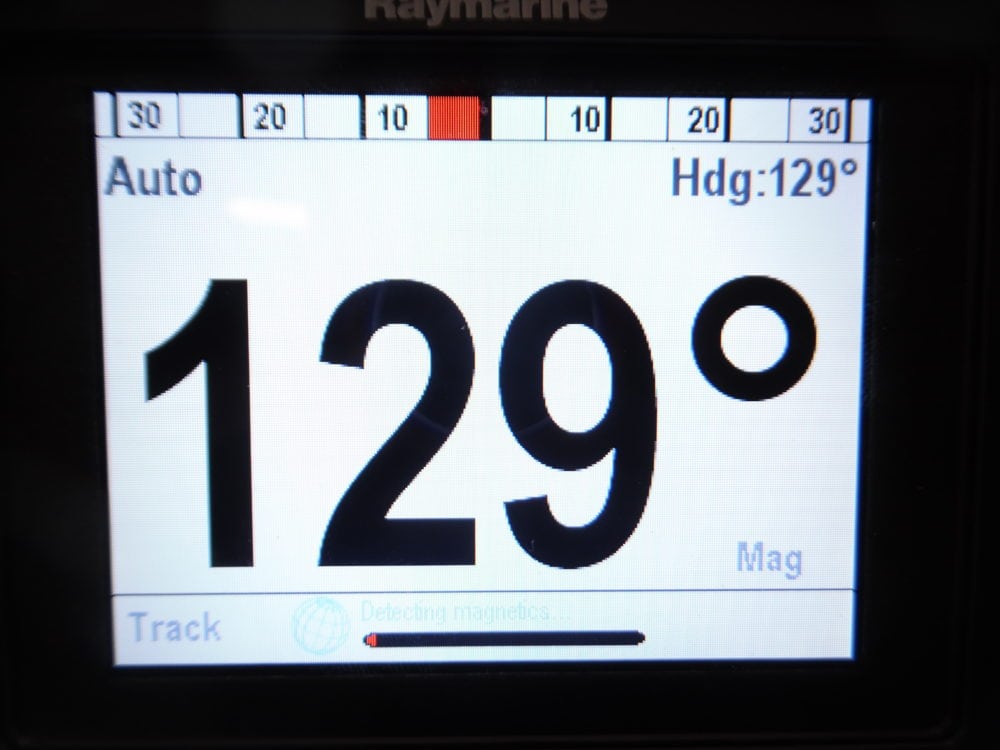 Raymarine
30 20 10 10 20 30
Auto Hdg:129°
129°
Mag
Track Detecting magnetics...